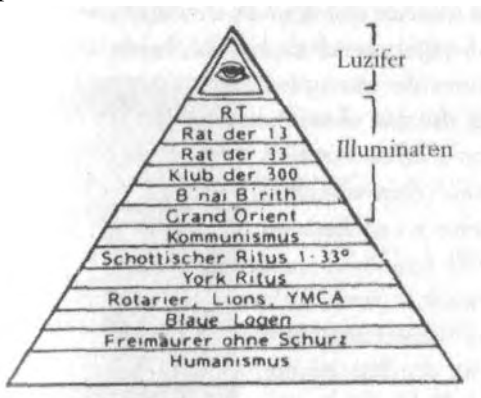 Luzifer
RT
Rat der 13
Rat der 33
Illuminaten
Klub der 300
B'nai B'rith
Grand Orient
Kommunismus
Schottischer Ritus 1-33°
York Ritus
Rotarier, Lions, YMCA
Blaue Logen
Freimaurer ohne Schurz
Humanismus